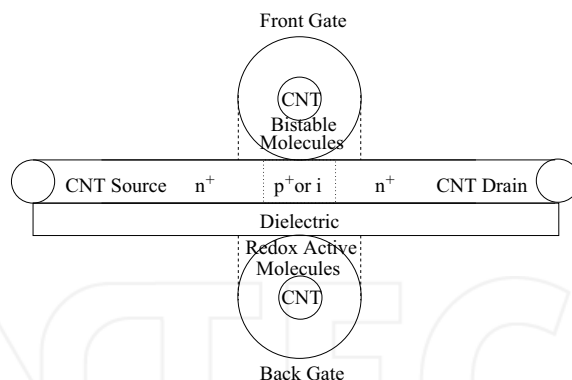 Front Gate
CNT
Bistable
Molecules
CNT Source n⁺ p⁺or i n⁺ CNT Drain
Dielectric
Redox Active
Molecules
CNT
Back Gate